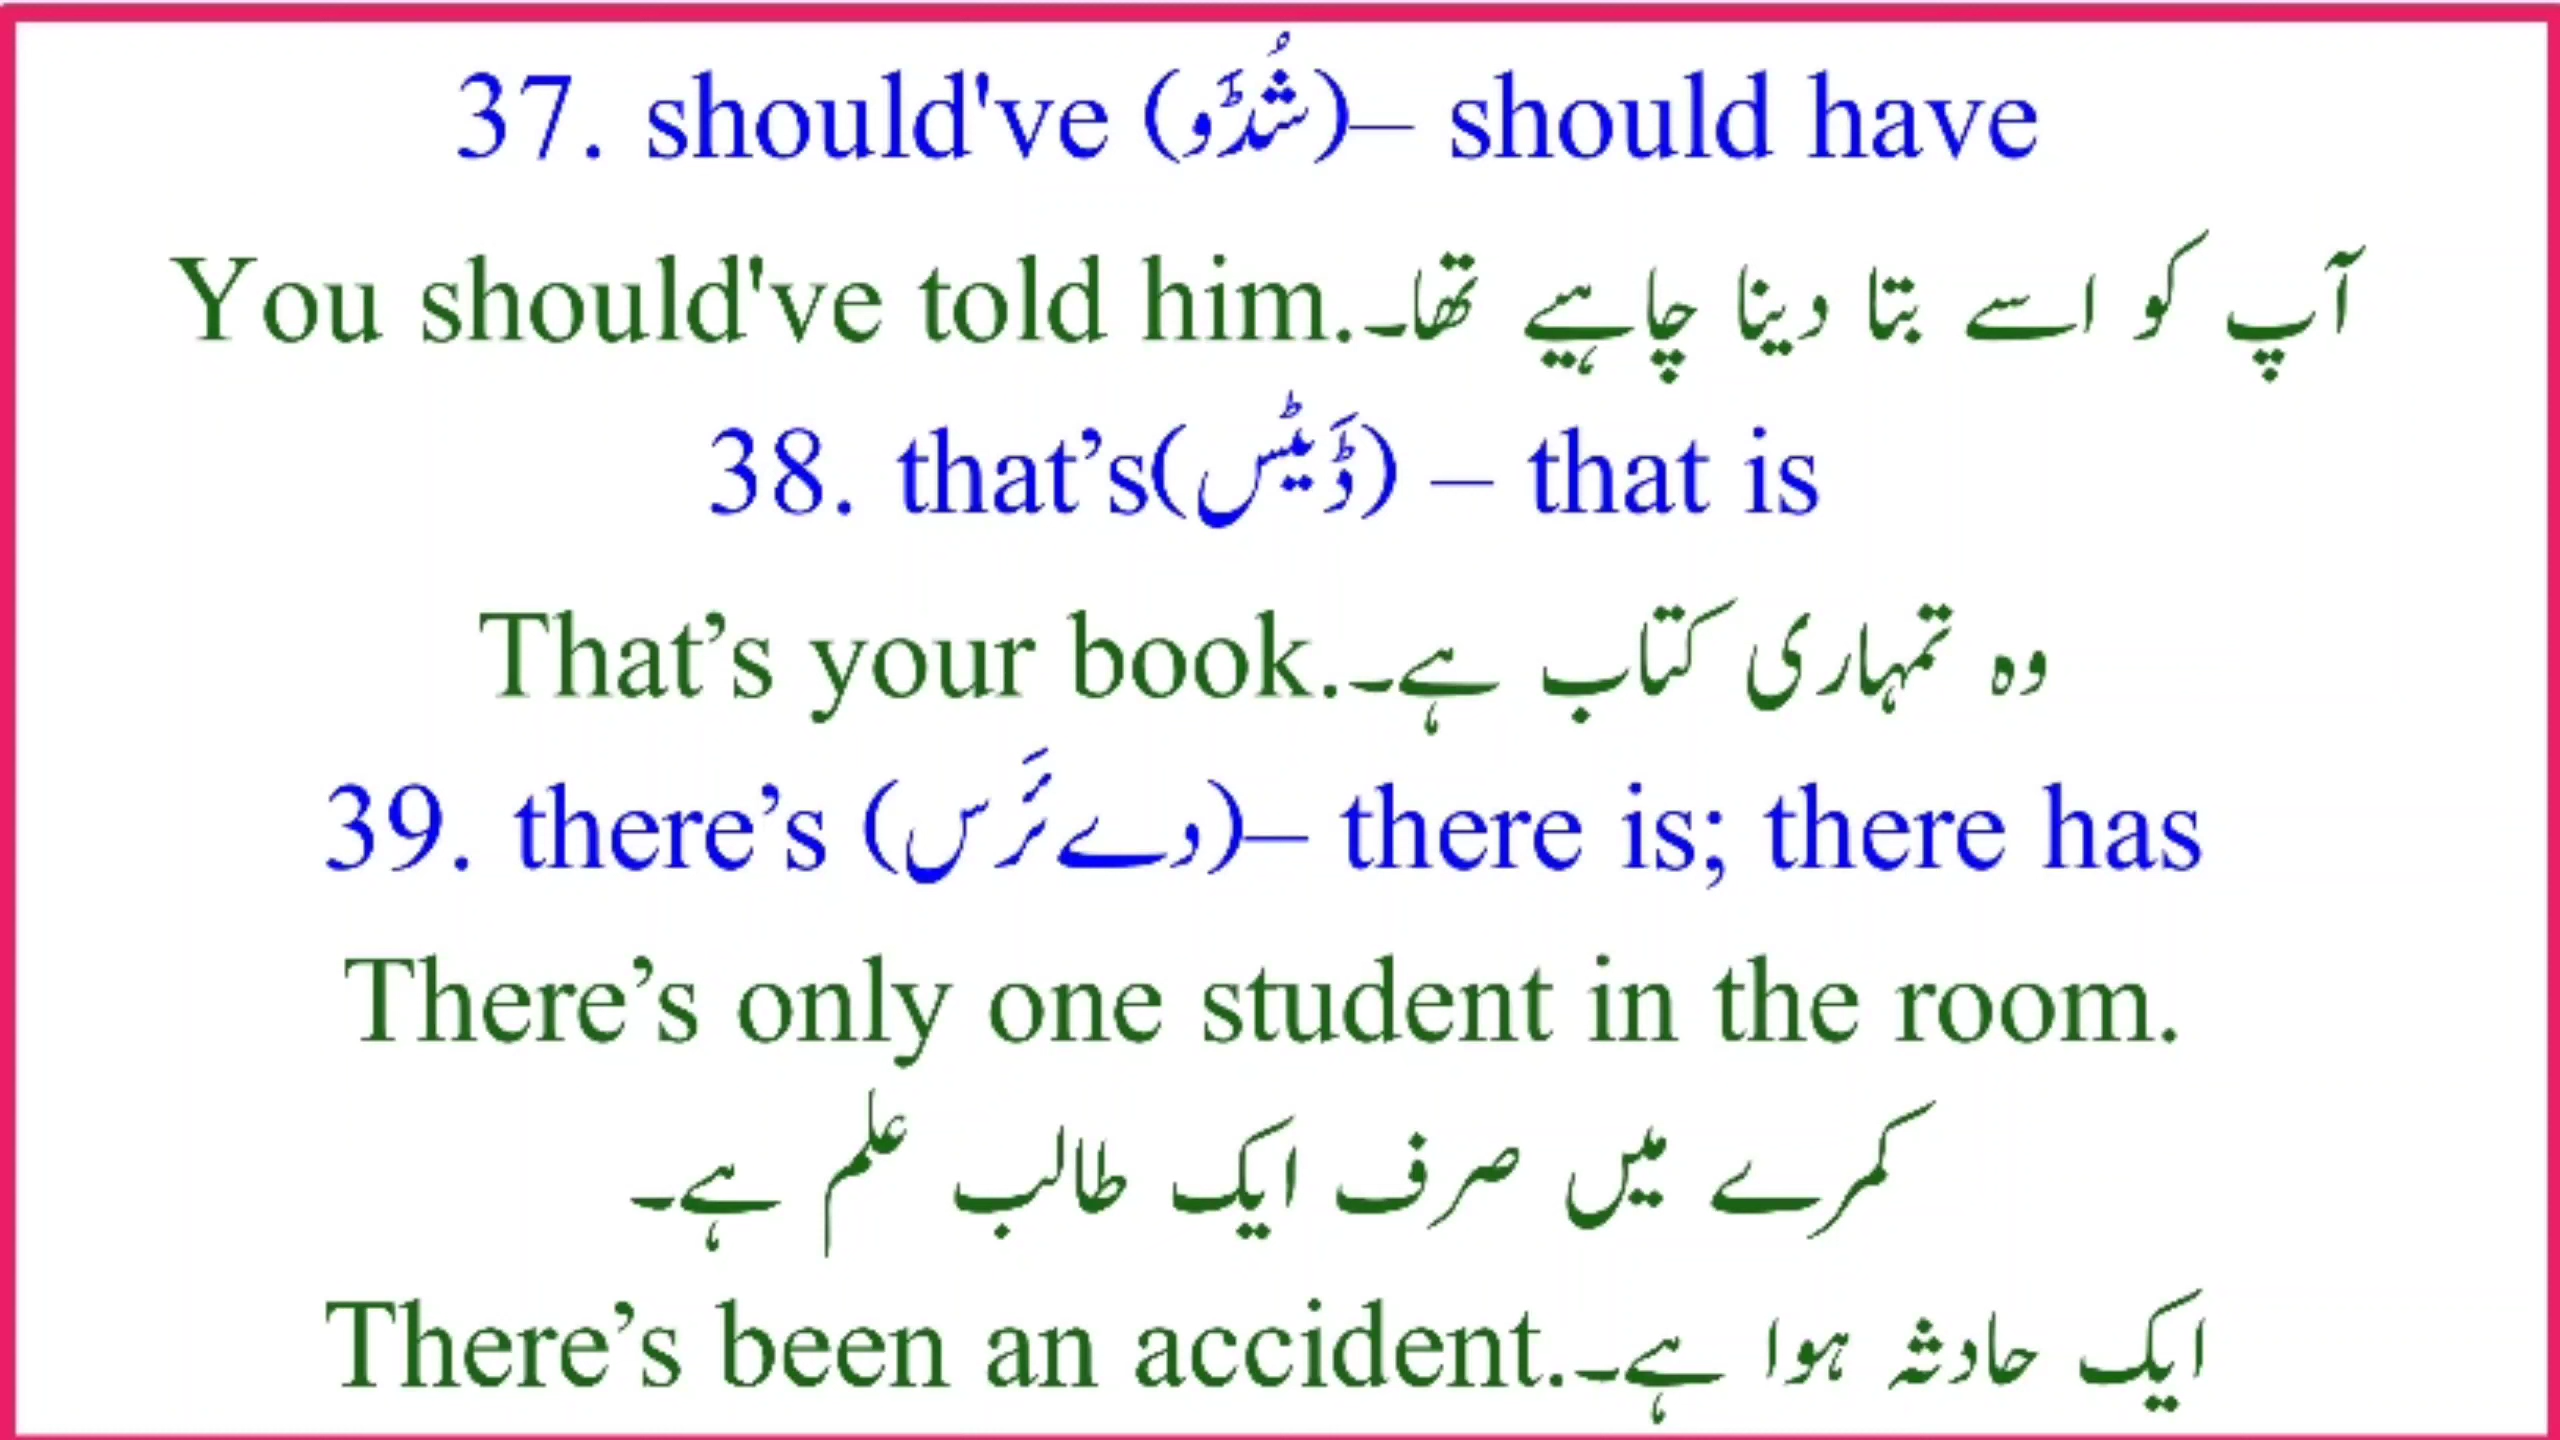 37. should've (شُڈَو)– should have
You should've told him.آپ کو اسے بتا دینا چاہیے تھا۔
38. that’s(ڈَیٹس) – that is
That’s your book.وہ تمہاری کتاب ہے۔
39. there’s (دےئَرس)– there is; there has
There’s only one student in the room.
کمرے میں صرف ایک طالب علم ہے۔
There’s been an accident.ایک حادثہ ہوا ہے۔